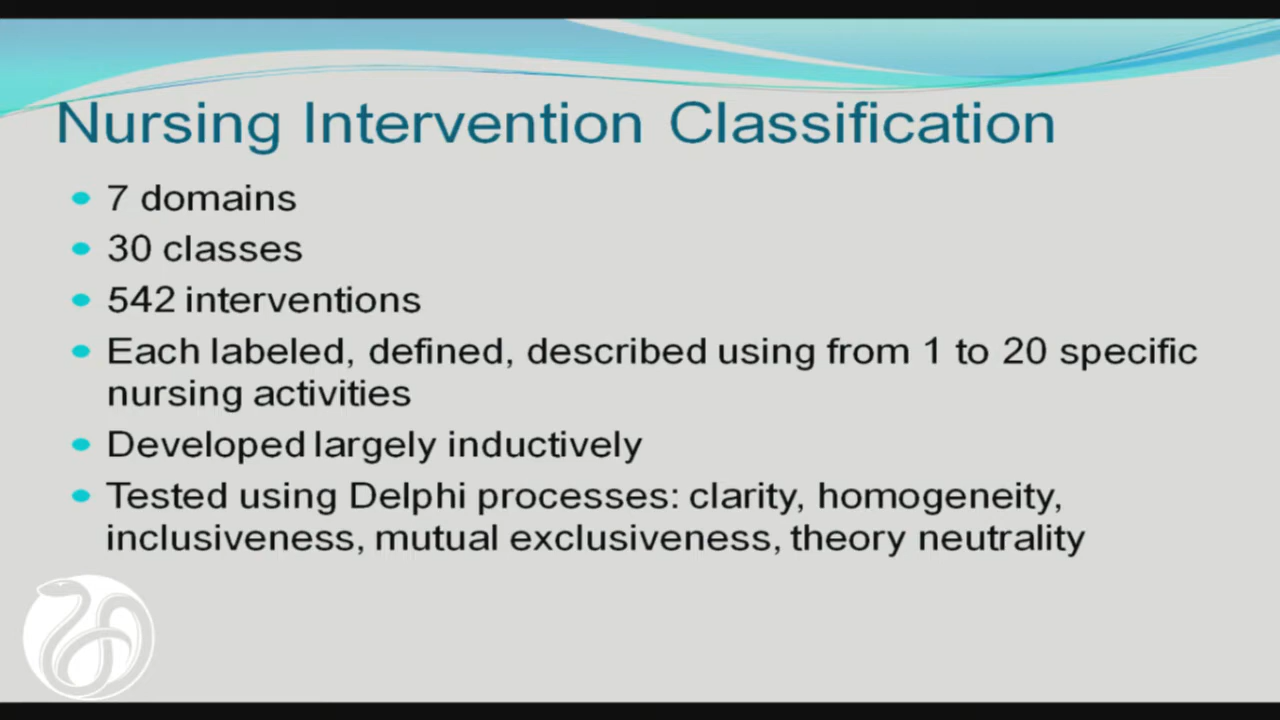 Nursing Intervention Classification
7 domains
30 classes
542 interventions
Each labeled, defined, described using from 1 to 20 specific
nursing activities
Developed largely inductively
Tested using Delphi processes: clarity, homogeneity,
inclusiveness, mutual exclusiveness, theory neutrality